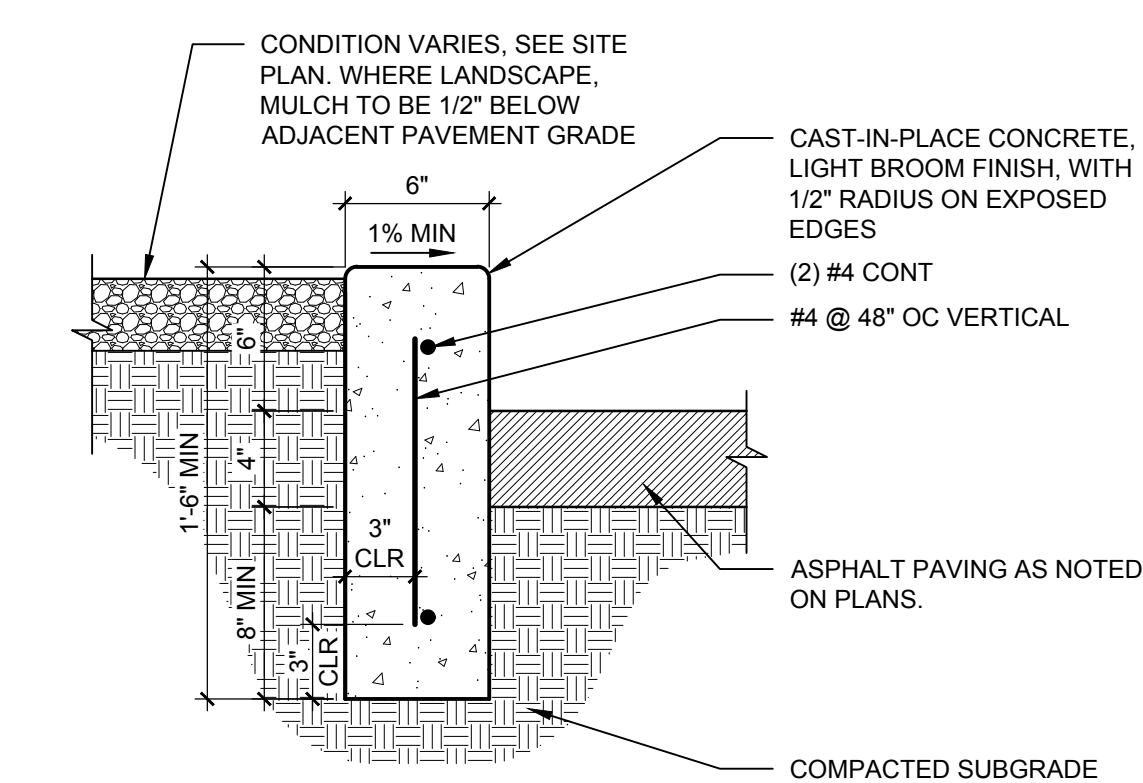 CONDITION VARIES, SEE SITE
PLAN. WHERE LANDSCAPE,
MULCH TO BE 1/2" BELOW
ADJACENT PAVEMENT GRADE
CAST-IN-PLACE CONCRETE,
LIGHT BROOM FINISH, WITH
1/2" RADIUS ON EXPOSED
EDGES
6"
1% MIN
(2) #4 CONT
#4 @ 48" OC VERTICAL
6"
4"
1'-6" MIN
8" MIN
3"
CLR
3"
CLR
ASPHALT PAVING AS NOTED
ON PLANS.
COMPACTED SUBGRADE